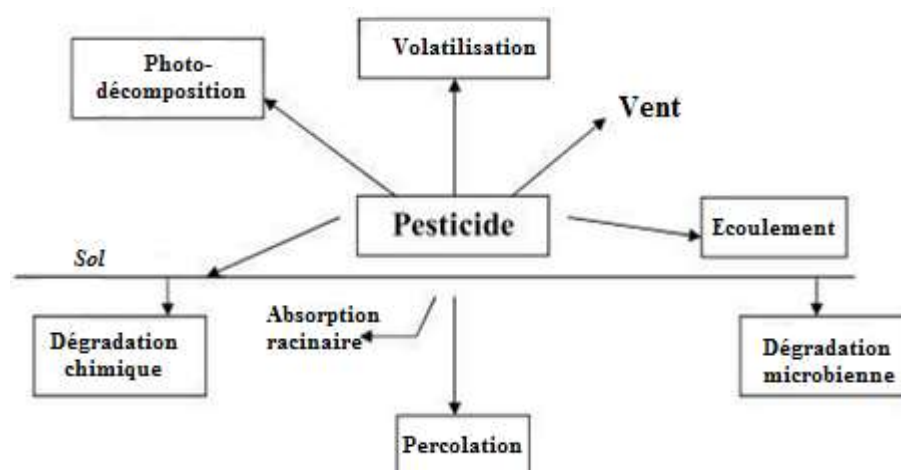 Photo-
décomposition
Volatilisation
Vent
Pesticide
Ecoulement
Sol
Dégradation
chimique
Absorption
racinaire
Dégradation
microbienne
Percolation